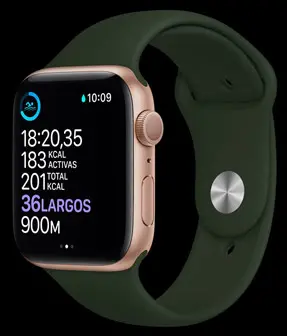 10:09
18:20,35
183 KCAL ACTIVAS
201 TOTAL KCAL
36LARGOS
900M